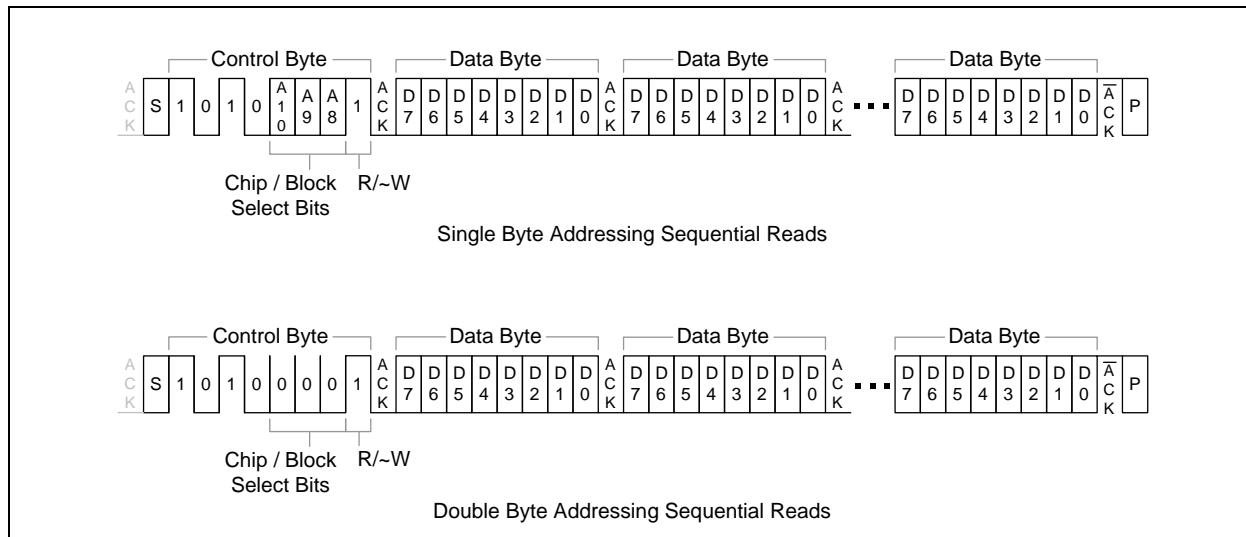 Control Byte Data Byte Data Byte Data Byte
ACK S 1 0 1 0 A10 A9 A8 1 ACK D7 D6 D5 D4 D3 D2 D1 D0 ACK D7 D6 D5 D4 D3 D2 D1 D0 ACK D7 D6 D5 D4 D3 D2 D1 D0 A̅CK P
Chip / Block R/~W
Select Bits
Single Byte Addressing Sequential Reads
Control Byte Data Byte Data Byte Data Byte
ACK S 1 0 1 0 0 0 0 1 ACK D7 D6 D5 D4 D3 D2 D1 D0 ACK D7 D6 D5 D4 D3 D2 D1 D0 ACK D7 D6 D5 D4 D3 D2 D1 D0 A̅CK P
Chip / Block R/~W
Select Bits
Double Byte Addressing Sequential Reads